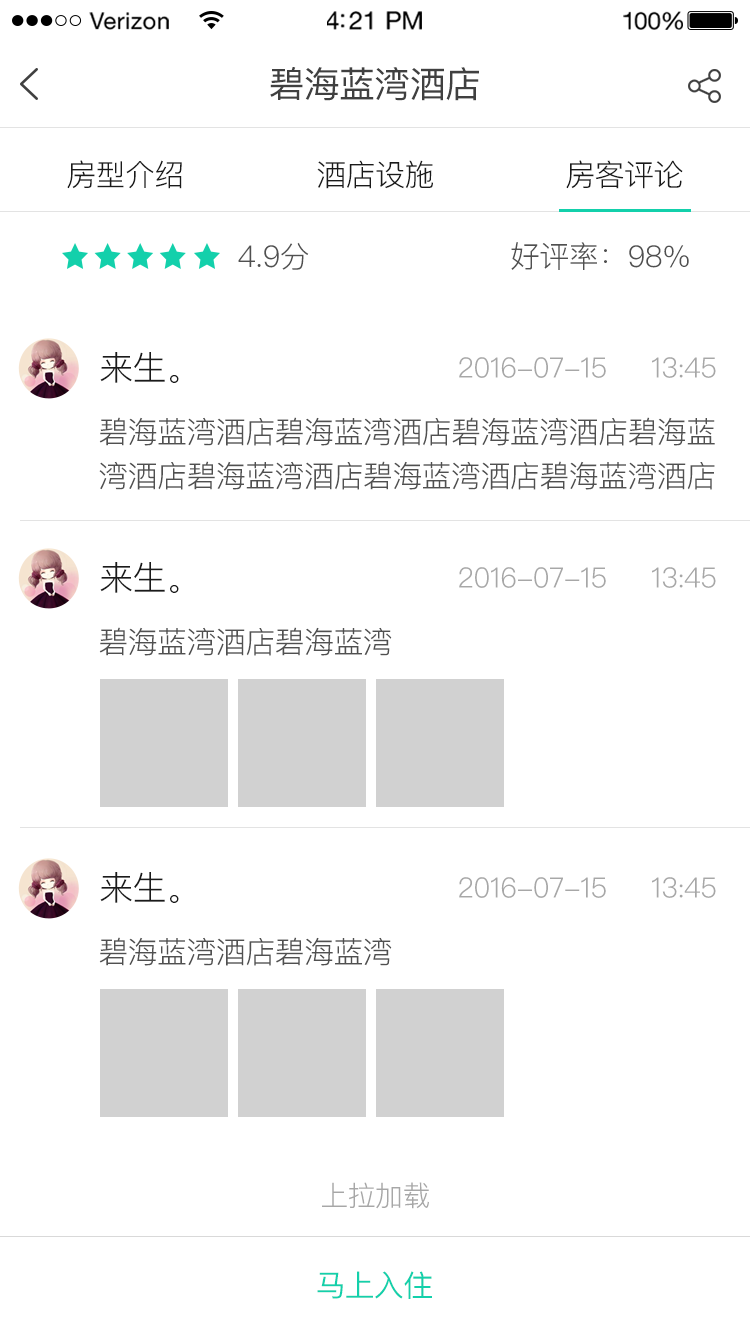 Verizon 4:21 PM 100%
碧海蓝湾酒店
房型介绍 酒店设施 房客评论
4.9分 好评率：98%
来生。 2016-07-15 13:45
碧海蓝湾酒店碧海蓝湾酒店碧海蓝湾酒店碧海蓝
湾酒店碧海蓝湾酒店碧海蓝湾酒店碧海蓝湾酒店
来生。 2016-07-15 13:45
碧海蓝湾酒店碧海蓝湾
来生。 2016-07-15 13:45
碧海蓝湾酒店碧海蓝湾
上拉加载
马上入住